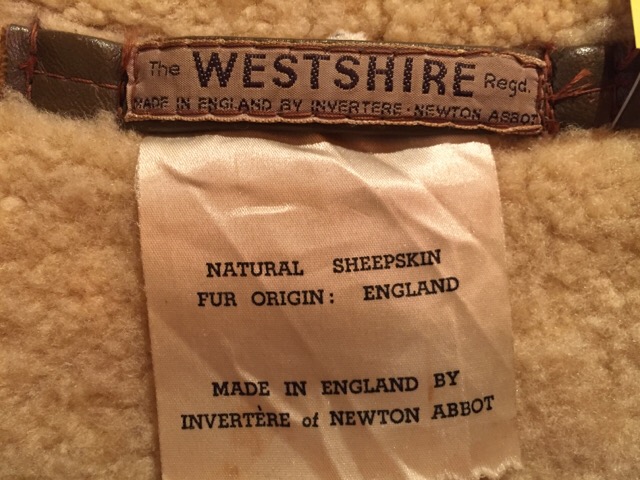 The WESTSHIRE Regd.
MADE IN ENGLAND BY INVERTERE · NEWTON ABBOT
NATURAL SHEEPSKIN
FUR ORIGIN: ENGLAND
MADE IN ENGLAND BY
INVERTÈRE of NEWTON ABBOT